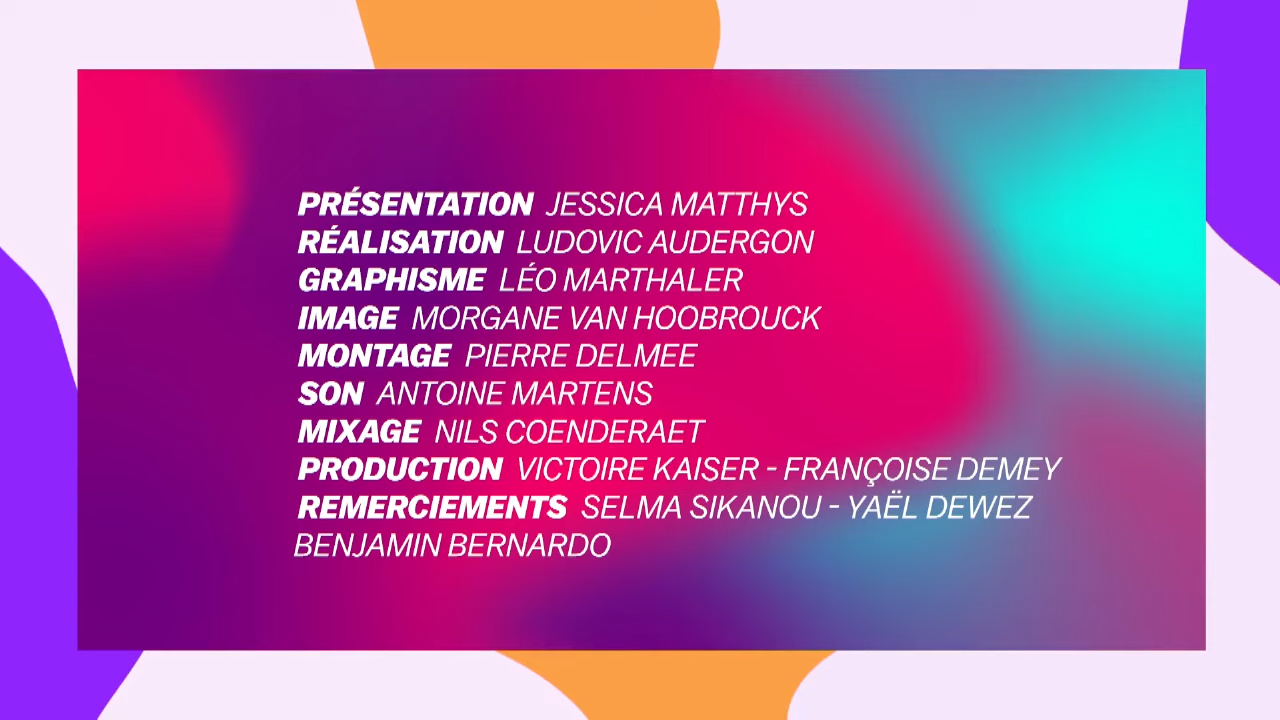 PRÉSENTATION JESSICA MATTHYS
RÉALISATION LUDOVIC AUDERGON
GRAPHISME LÉO MARTHALER
IMAGE MORGANE VAN HOOBROUCK
MONTAGE PIERRE DELMEE
SON ANTOINE MARTENS
MIXAGE NILS COENDERAET
PRODUCTION VICTOIRE KAISER - FRANÇOISE DEMEY
REMERCIEMENTS SELMA SIKANOU - YAËL DEWEZ
BENJAMIN BERNARDO